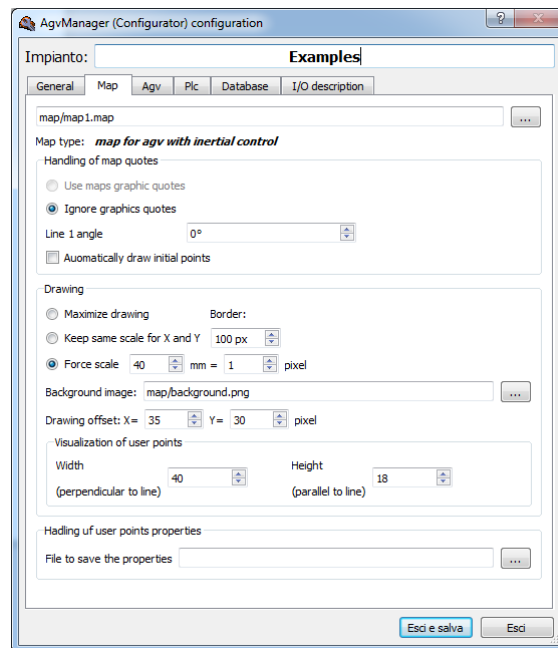 AgvManager (Configurator) configuration
?
x
Impianto: Examples
General Map Agv Plc Database I/O description
map/map1.map ...
Map type: map for agv with inertial control
Handling of map quotes
Use maps graphic quotes
Ignore graphics quotes
Line 1 angle 0°
Auomatically draw initial points
Drawing
Maximize drawing Border:
Keep same scale for X and Y 100 px
Force scale 40 mm = 1 pixel
Background image: map/background.png ...
Drawing offset: X= 35 Y= 30 pixel
Visualization of user points
Width Height
40 18
(perpendicular to line) (parallel to line)
Hadling uf user points properties
File to save the properties ...
Esci e salva Esci